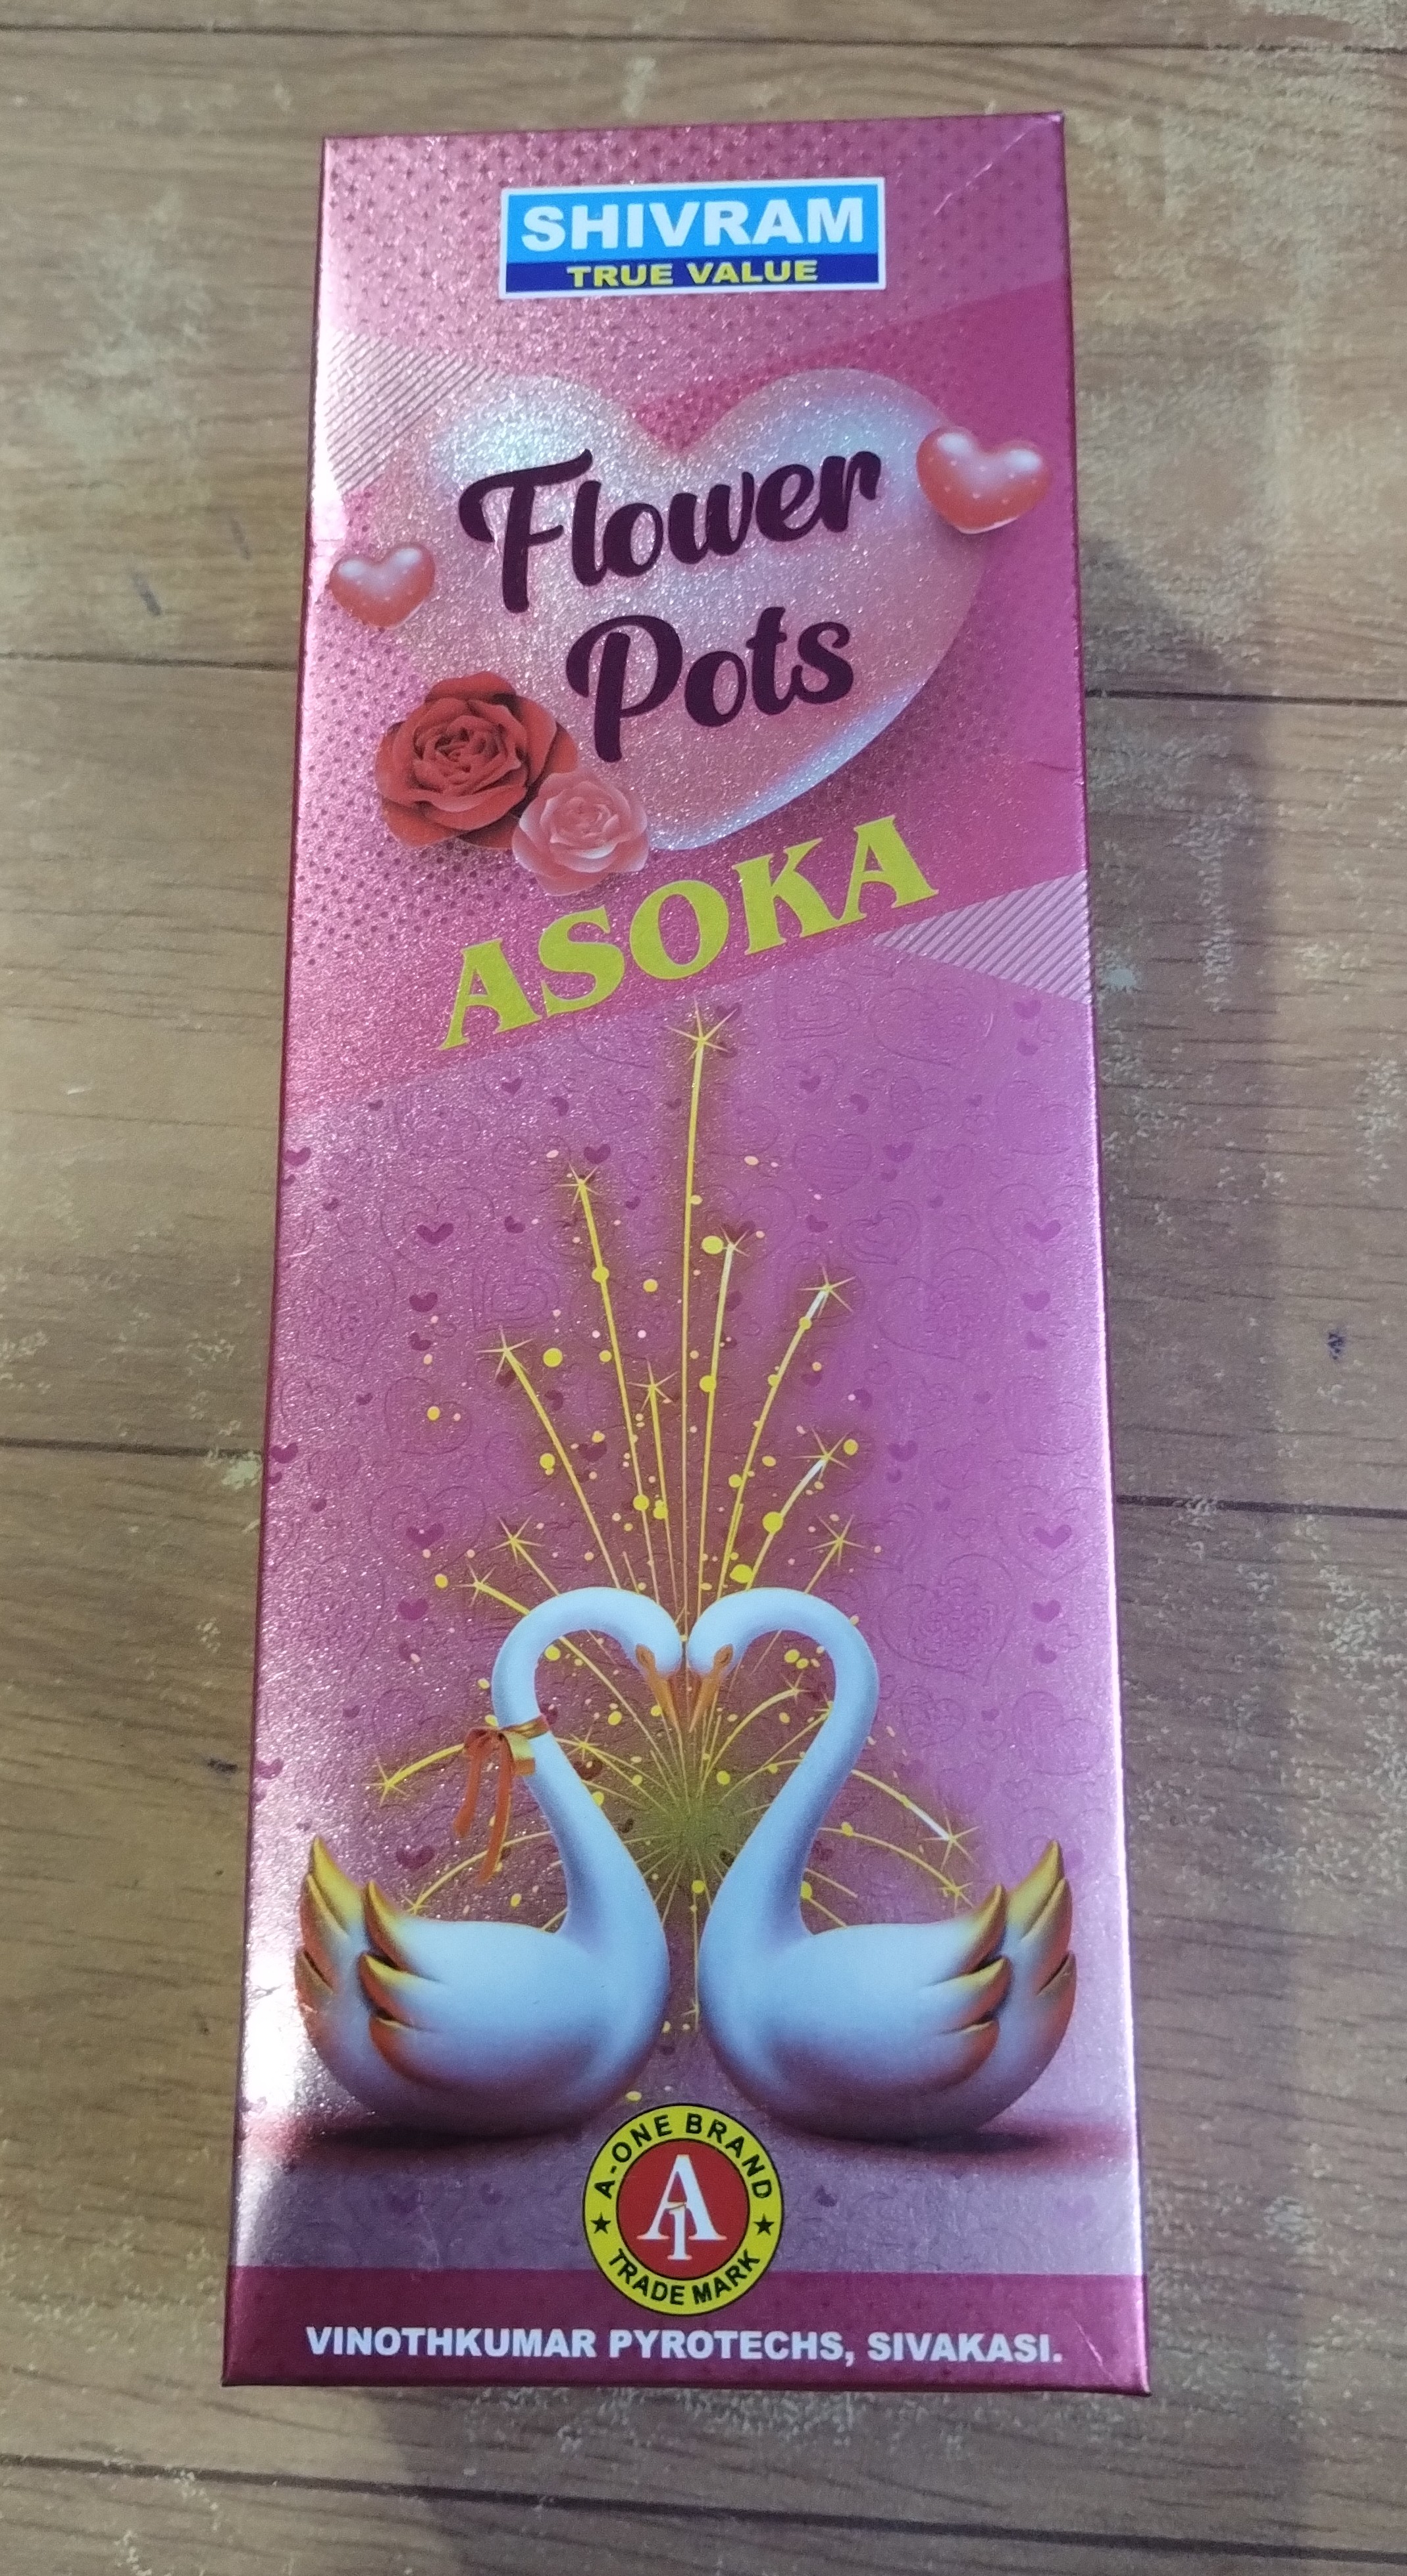 SHIVRAM
TRUE VALUE
Flower
Pots
ASOKA
A-ONE BRAND
A1
TRADE MARK
VINOTHKUMAR PYROTECHS, SIVAKASI.